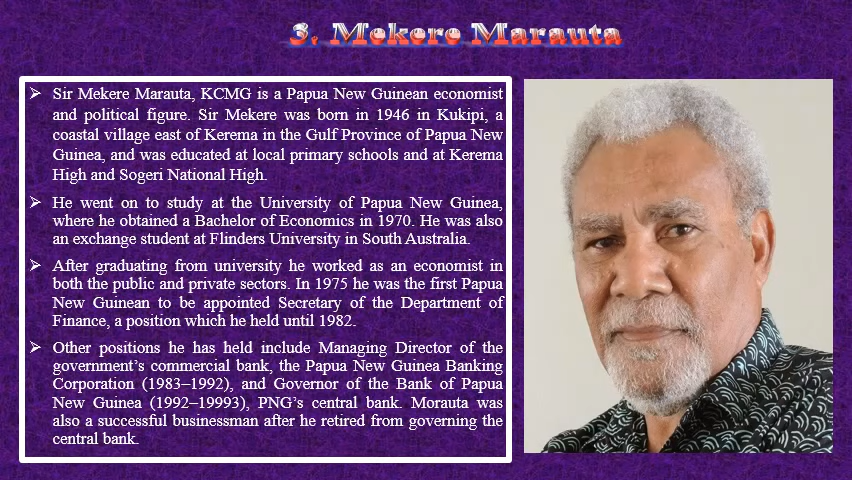 3. Mekere Marauta
➢ Sir Mekere Marauta, KCMG is a Papua New Guinean economist
and political figure. Sir Mekere was born in 1946 in Kukipi, a
coastal village east of Kerema in the Gulf Province of Papua New
Guinea, and was educated at local primary schools and at Kerema
High and Sogeri National High.
➢ He went on to study at the University of Papua New Guinea,
where he obtained a Bachelor of Economics in 1970. He was also
an exchange student at Flinders University in South Australia.
➢ After graduating from university he worked as an economist in
both the public and private sectors. In 1975 he was the first Papua
New Guinean to be appointed Secretary of the Department of
Finance, a position which he held until 1982.
➢ Other positions he has held include Managing Director of the
government’s commercial bank, the Papua New Guinea Banking
Corporation (1983–1992), and Governor of the Bank of Papua
New Guinea (1992–19993), PNG’s central bank. Morauta was
also a successful businessman after he retired from governing the
central bank.